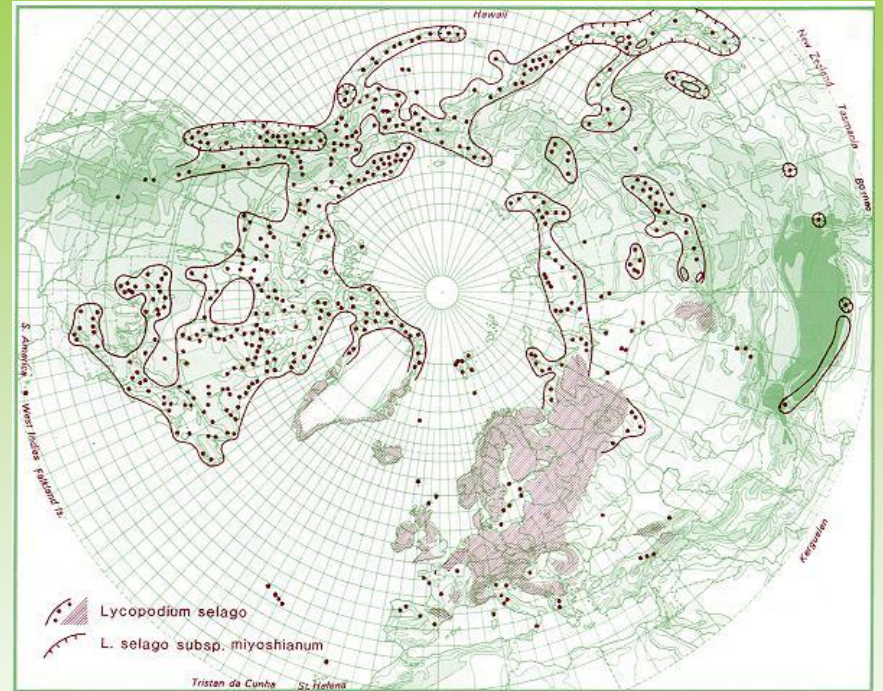 Hawaii
New Zealand
Tasmania
Borneo
S. America
West Indies
Falkland Is.
Kerguelen
Lycopodium selago
L. selago subsp. miyoshianum
Tristan da Cunha
St. Helena